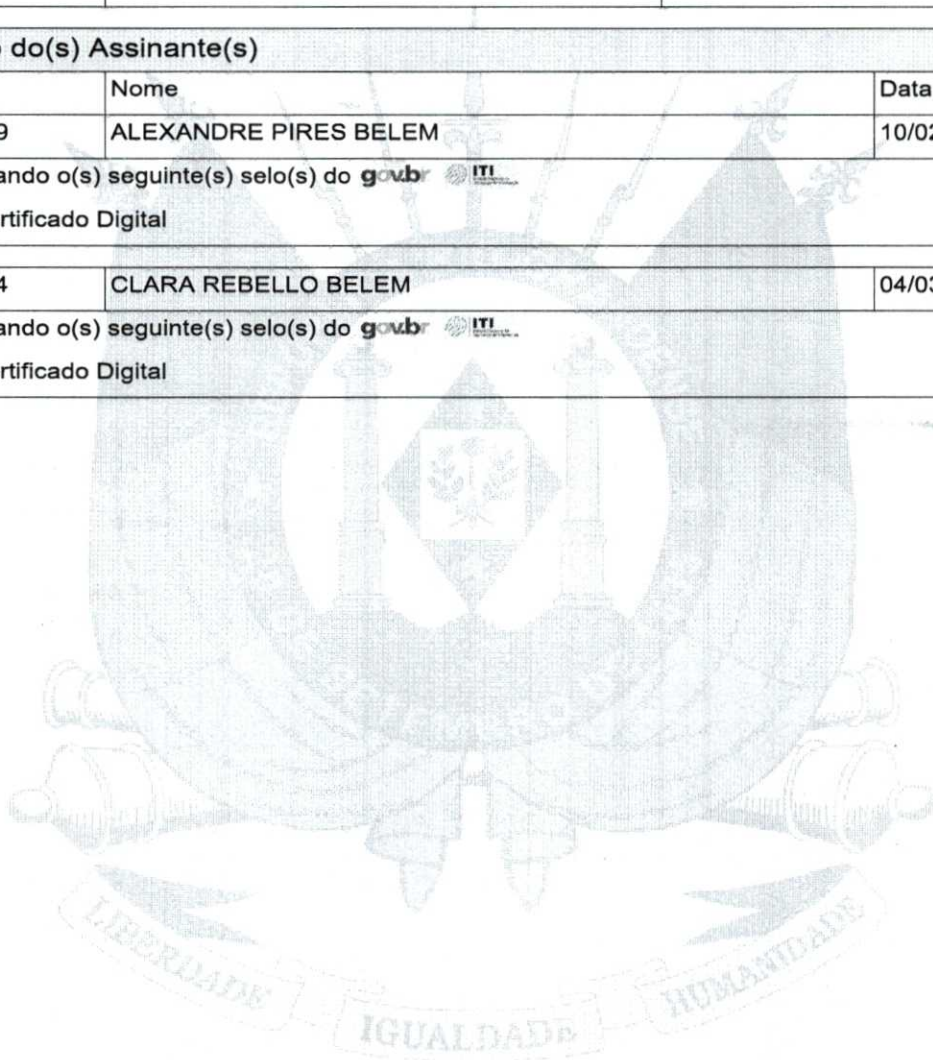 do(s) Assinante(s)
Nome Data
9 ALEXANDRE PIRES BELEM 10/02
ando o(s) seguinte(s) selo(s) do gov.br ITI
rtificado Digital
4 CLARA REBELLO BELEM 04/03
ando o(s) seguinte(s) selo(s) do gov.br ITI
rtificado Digital
LIBERDADE
IGUALDADE
HUMANIDADE